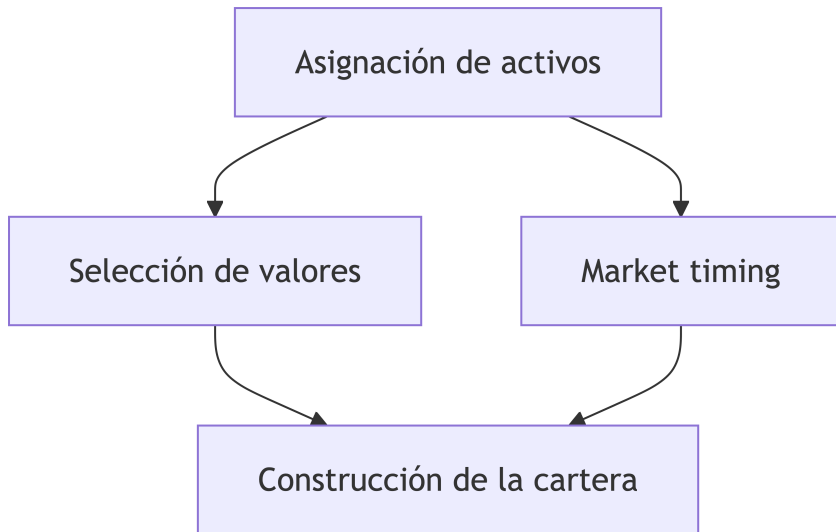 Asignación de activos
Selección de valores
Market timing
Construcción de la cartera